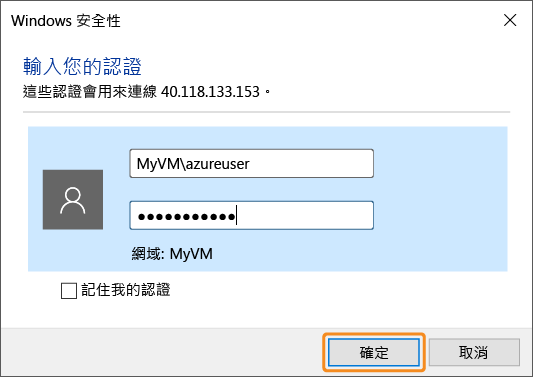 Windows 安全性
輸入您的認證
這些認證會用來連線 40.118.133.153。
MyVM\azureuser
●●●●●●●●●●●
網域: MyVM
記住我的認證
確定
取消